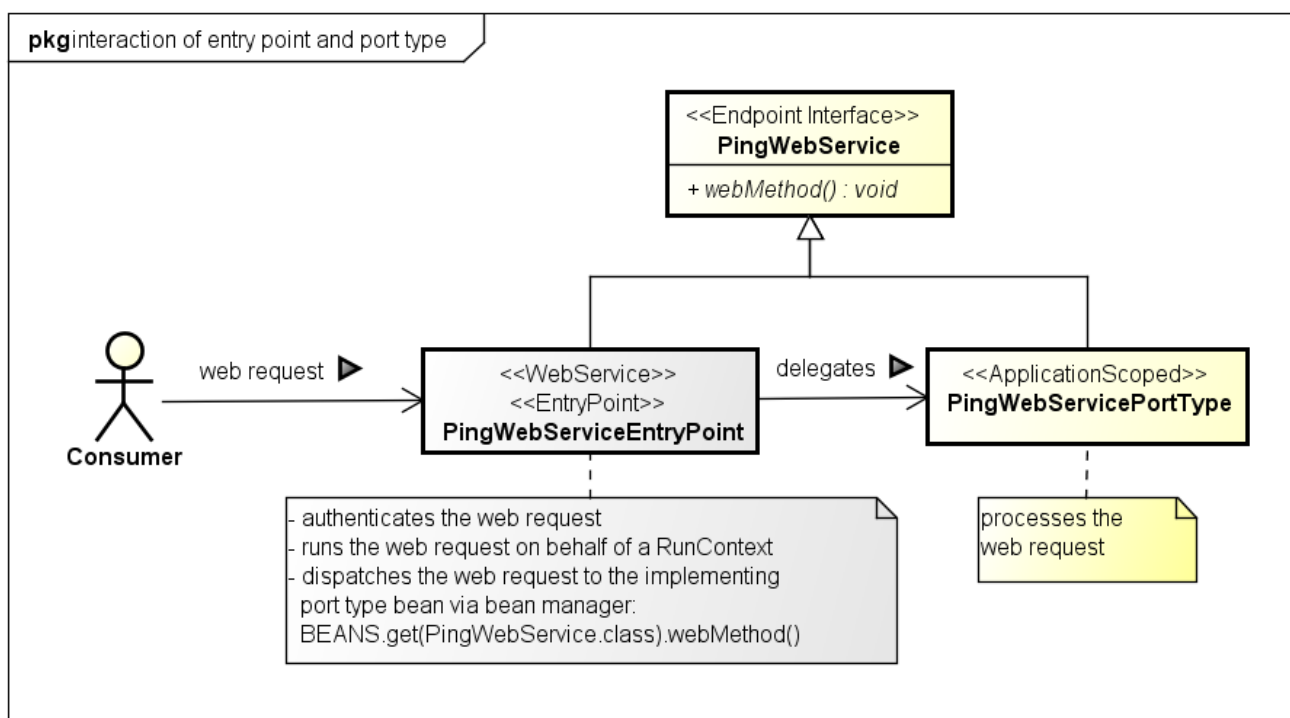 pkg interaction of entry point and port type
<<Endpoint Interface>>
PingWebService
+ webMethod() : void
web request
delegates
<<WebService>>
<<EntryPoint>>
PingWebServiceEntryPoint
<<ApplicationScoped>>
PingWebServicePortType
Consumer
- authenticates the web request
- runs the web request on behalf of a RunContext
- dispatches the web request to the implementing
port type bean via bean manager:
BEANS.get(PingWebService.class).webMethod()
processes the
web request